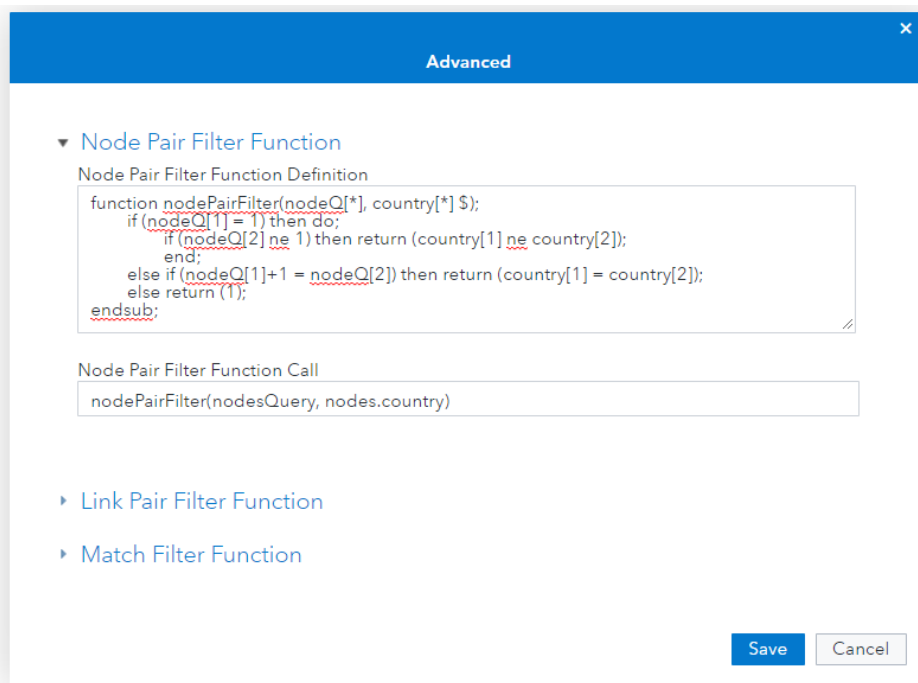 ×
Advanced
Node Pair Filter Function
Node Pair Filter Function Definition
function nodePairFilter(nodeQ[*], country[*] $);
if (nodeQ[1] = 1) then do;
if (nodeQ[2] ne 1) then return (country[1] ne country[2]);
end;
else if (nodeQ[1]+1 = nodeQ[2]) then return (country[1] = country[2]);
else return (1);
endsub;
Node Pair Filter Function Call
nodePairFilter(nodesQuery, nodes.country)
Link Pair Filter Function
Match Filter Function
Save Cancel